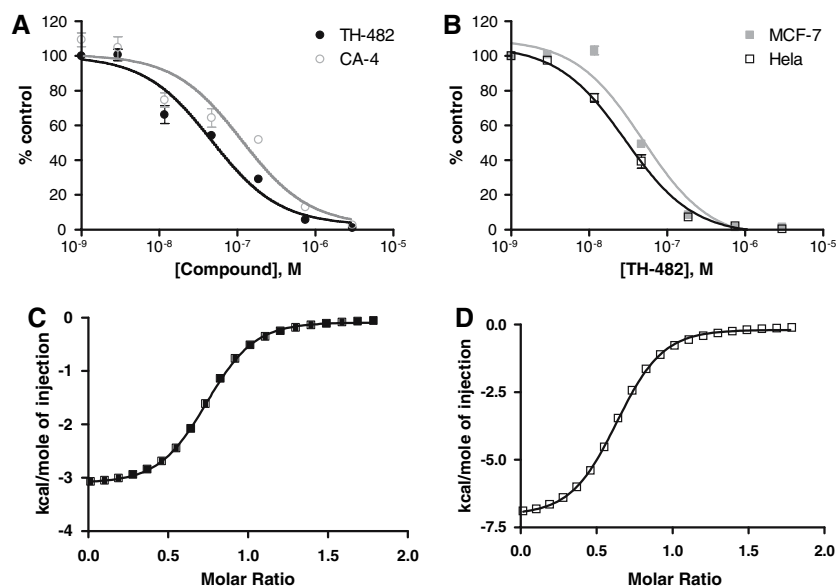 A
TH-482
CA-4
% control
120
100
80
60
40
20
0
10-9
10-8
10-7
10-6
10-5
[Compound], M
B
MCF-7
Hela
% control
120
100
80
60
40
20
0
10-9
10-8
10-7
10-6
10-5
[TH-482], M
C
kcal/mole of injection
0
-1
-2
-3
-4
0.0
0.5
1.0
1.5
2.0
Molar Ratio
D
kcal/mole of injection
0.0
-2.5
-5.0
-7.5
0.0
0.5
1.0
1.5
2.0
Molar Ratio